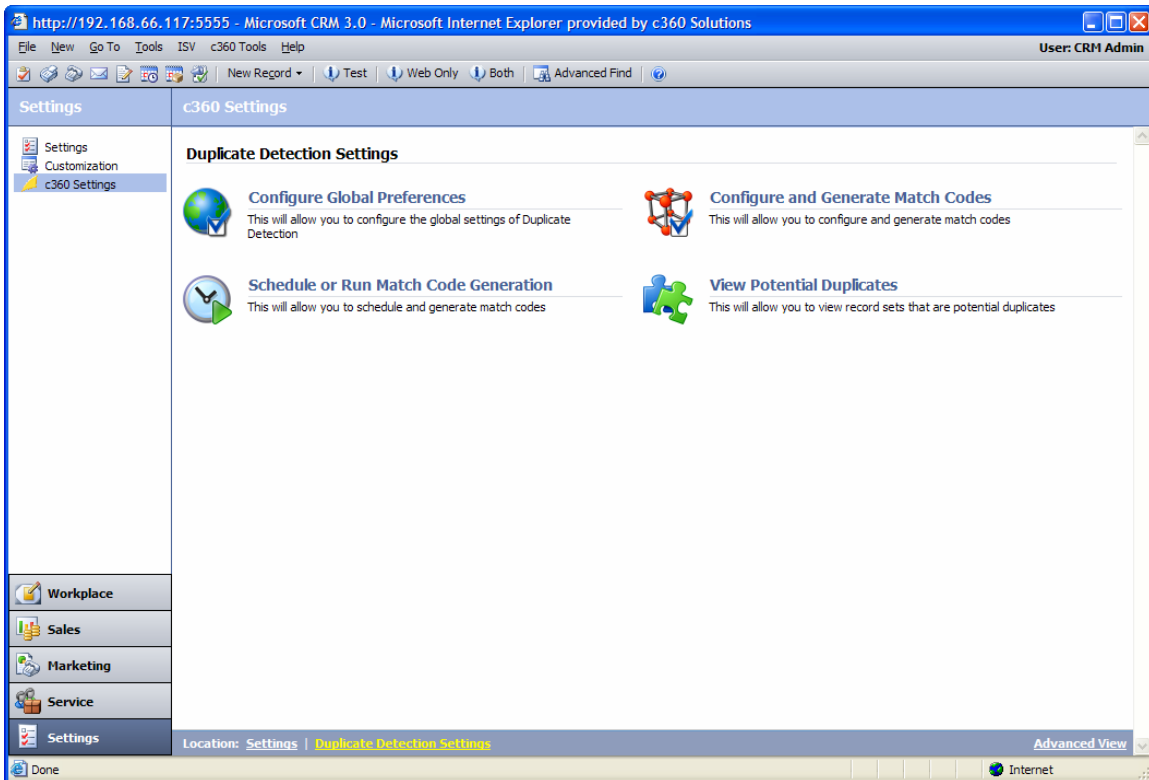 http://192.168.66.117:5555 - Microsoft CRM 3.0 - Microsoft Internet Explorer provided by c360 Solutions
File New Go To Tools ISV c360 Tools Help
User: CRM Admin
New Record Test Web Only Both Advanced Find
Settings
c360 Settings
Settings
Customization
c360 Settings
Duplicate Detection Settings
Configure Global Preferences
This will allow you to configure the global settings of Duplicate
Detection
Configure and Generate Match Codes
This will allow you to configure and generate match codes
Schedule or Run Match Code Generation
This will allow you to schedule and generate match codes
View Potential Duplicates
This will allow you to view record sets that are potential duplicates
Workplace
Sales
Marketing
Service
Settings
Location: Settings | Duplicate Detection Settings
Advanced View
Done
Internet